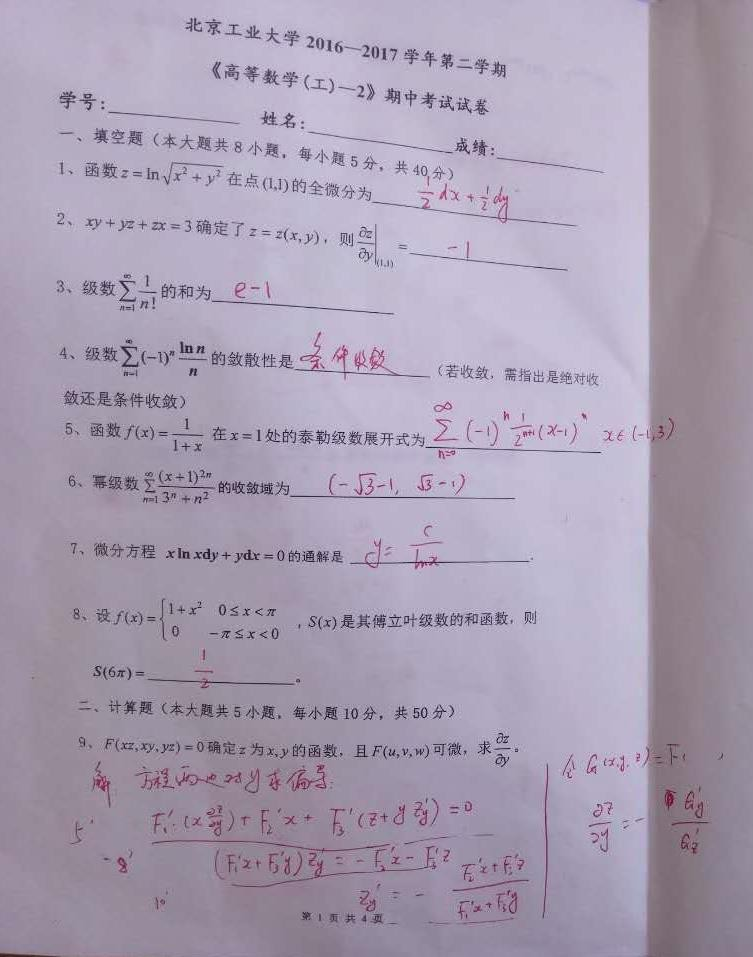 北京工业大学 2016—2017 学年第二学期
《高等数学(工)—2》期中考试试卷
学号: 姓名: 成绩:
一、填空题（本大题共 8 小题，每小题 5 分，共 40 分）
1、函数 z = ln√(x² + y²) 在点 (1,1) 的全微分为 1/2 dx + 1/2 dy
2、xy + yz + zx = 3 确定了 z = z(x, y)，则 ∂z/∂y|(1,1) = -1
3、级数 ∑_{n=1}^{∞} 1/n! 的和为 e-1
4、级数 ∑_{n=1}^{∞} (-1)ⁿ ln n / n 的敛散性是 条件收敛 （若收敛，需指出是绝对收
敛还是条件收敛）
5、函数 f(x) = 1/(1+x) 在 x = 1 处的泰勒级数展开式为 ∑_{n=0}^{∞} (-1)ⁿ 1/2ⁿ⁺¹ (x-1)ⁿ x∈(-1,3)
6、幂级数 ∑_{n=1}^{∞} (x+1)²ⁿ/(3ⁿ + n²) 的收敛域为 (-√3-1, √3-1)
7、微分方程 x ln xdy + ydx = 0 的通解是 y = c/lnx .
8、设 f(x) = { 1 + x² 0 ≤ x < π
0 -π ≤ x < 0 ，S(x) 是其傅立叶级数的和函数，则
S(6π) = 1/2 。
二、计算题（本大题共 5 小题，每小题 10 分，共 50 分）
9、F(xz, xy, yz) = 0 确定 z 为 x, y 的函数，且 F(u, v, w) 可微，求 ∂z/∂y 。
解: 方程两边对y求偏导:
5' F₁'·(x ∂z/∂y) + F₂'x + F₃'(z + y z_y') = 0
-8' (F₁'x + F₃'y) z_y' = -F₂'x - F₃'z
10' z_y' = - (F₂'x + F₃'z)/(F₁'x + F₃'y)
令 G(x,y,z) = F
∂z/∂y = - G_y'/G_z'
第 1 页 共 4 页